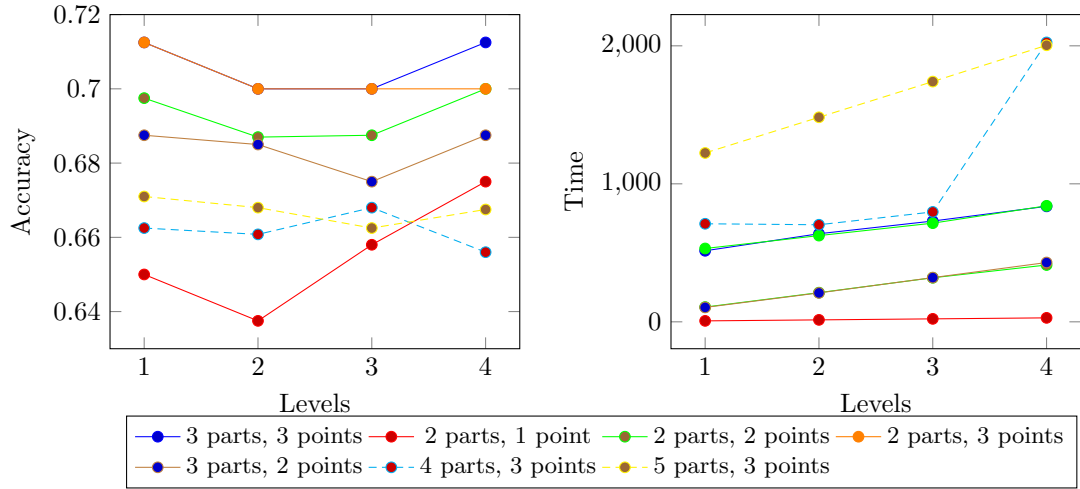 0.72
0.7
0.68
0.66
0.64
Accuracy
1 2 3 4
Levels
2,000
1,000
0
Time
1 2 3 4
Levels
3 parts, 3 points 2 parts, 1 point 2 parts, 2 points 2 parts, 3 points
3 parts, 2 points 4 parts, 3 points 5 parts, 3 points